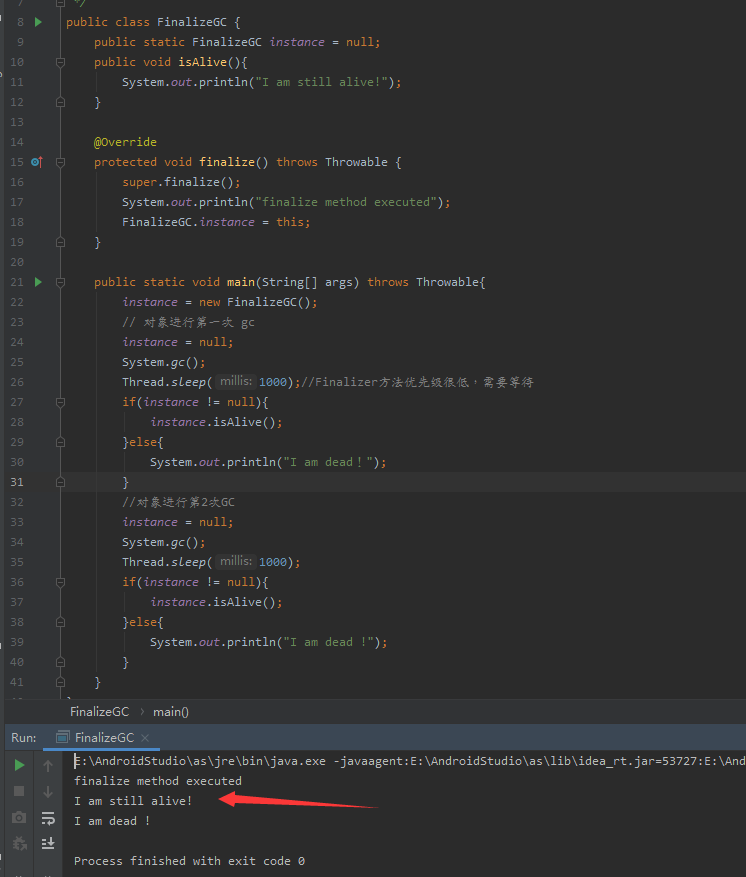 7 */
8 public class FinalizeGC {
9 public static FinalizeGC instance = null;
10 public void isAlive(){
11 System.out.println("I am still alive!");
12 }
13
14 @Override
15 protected void finalize() throws Throwable {
16 super.finalize();
17 System.out.println("finalize method executed");
18 FinalizeGC.instance = this;
19 }
20
21 public static void main(String[] args) throws Throwable{
22 instance = new FinalizeGC();
23 // 对象进行第一次 gc
24 instance = null;
25 System.gc();
26 Thread.sleep( millis: 1000);//Finalizer方法优先级很低，需要等待
27 if(instance != null){
28 instance.isAlive();
29 }else{
30 System.out.println("I am dead！");
31 }
32 //对象进行第2次GC
33 instance = null;
34 System.gc();
35 Thread.sleep( millis: 1000);
36 if(instance != null){
37 instance.isAlive();
38 }else{
39 System.out.println("I am dead !");
40 }
41 }
FinalizeGC › main()
Run: FinalizeGC ×
E:\AndroidStudio\as\jre\bin\java.exe -javaagent:E:\AndroidStudio\as\lib\idea_rt.jar=53727:E:\And
finalize method executed
I am still alive!
I am dead !
Process finished with exit code 0